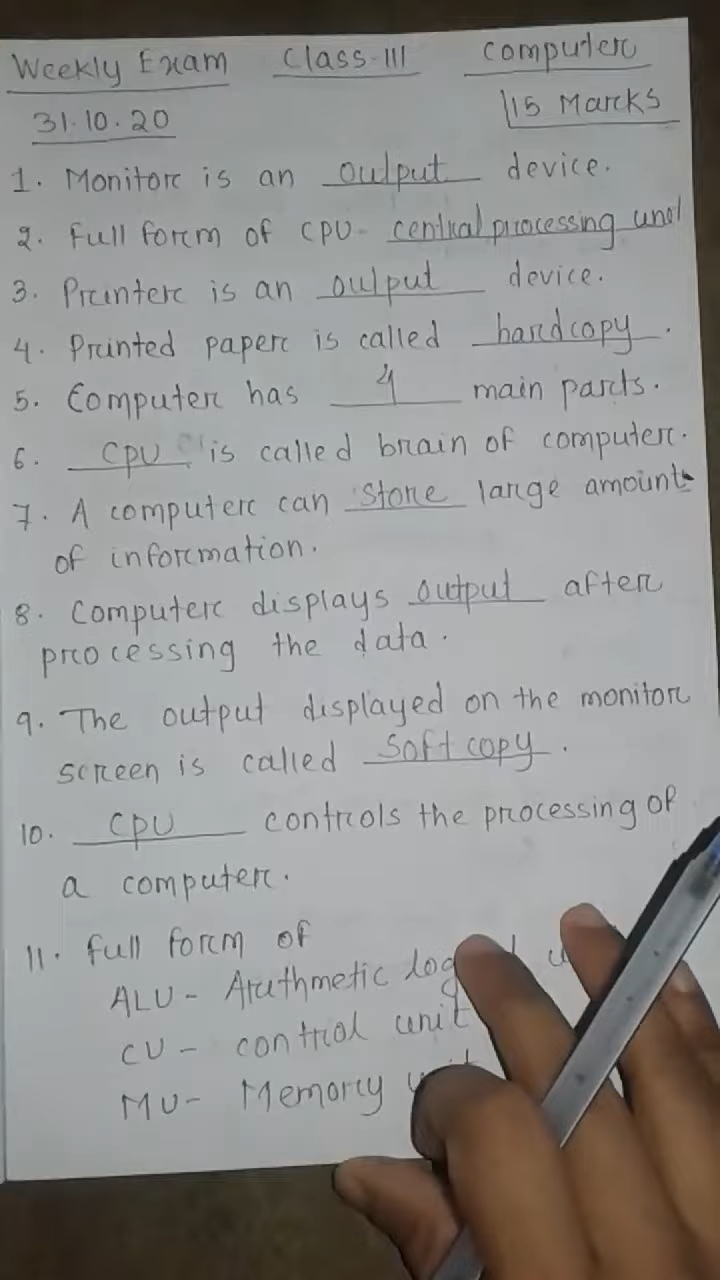 Weekly Exam Class-III Computer
31.10.20 15 Marks
1. Monitor is an output device.
2. Full form of CPU- central processing unit
3. Printer is an output device.
4. Printed paper is called hardcopy.
5. Computer has 4 main parts.
6. CPU is called brain of computer.
7. A computer can store large amount
of information.
8. Computer displays output after
processing the data.
9. The output displayed on the monitor
screen is called softcopy.
10. CPU controls the processing of
a computer.
11. Full form of
ALU- Arithmetic
CU- control unit
MU- Memory